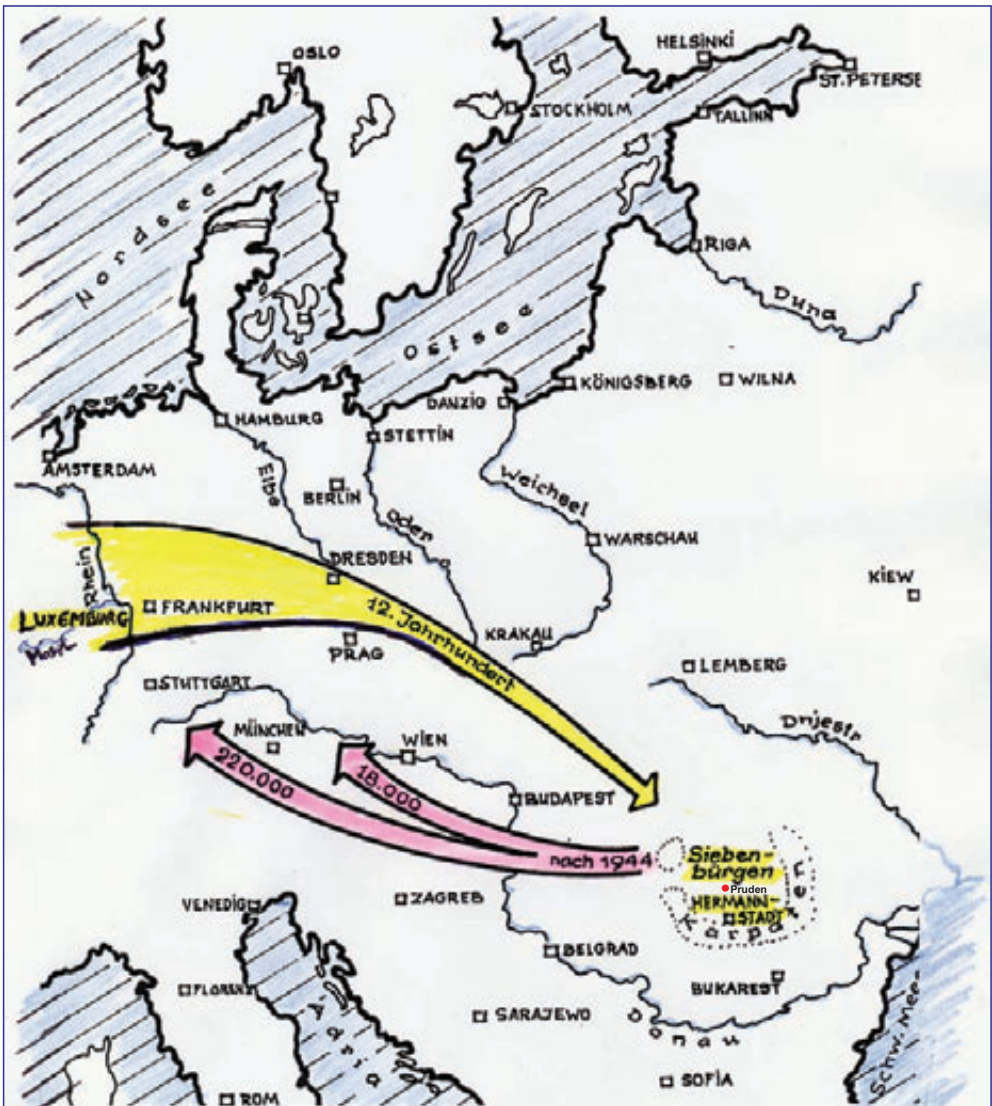 OSLO
HELSINKI
ST. PETERSB
STOCKHOLM
TALLINN
Nordsee
RIGA
Duna
Ostsee
KÖNIGSBERG
WILNA
DANZIG
HAMBURG
STETTIN
AMSTERDAM
Elbe
BERLIN
Weichsel
Oder
WARSCHAU
Rhein
DRESDEN
KIEW
LUXEMBURG
FRANKFURT
12. Jahrhundert
KRAKAU
PRAG
LEMBERG
STUTTGART
Dnjestr
MÜNCHEN
WIEN
220.000
18.000
BUDAPEST
nach 1944
Sieben-
bürgen
Pruden
HERMANN-
STADT
Karpaten
VENEDIG
ZAGREB
BELGRAD
FLORENZ
BUKAREST
Adria
SARAJEWO
Donau
Schw. Mee
SOFIA
ROM